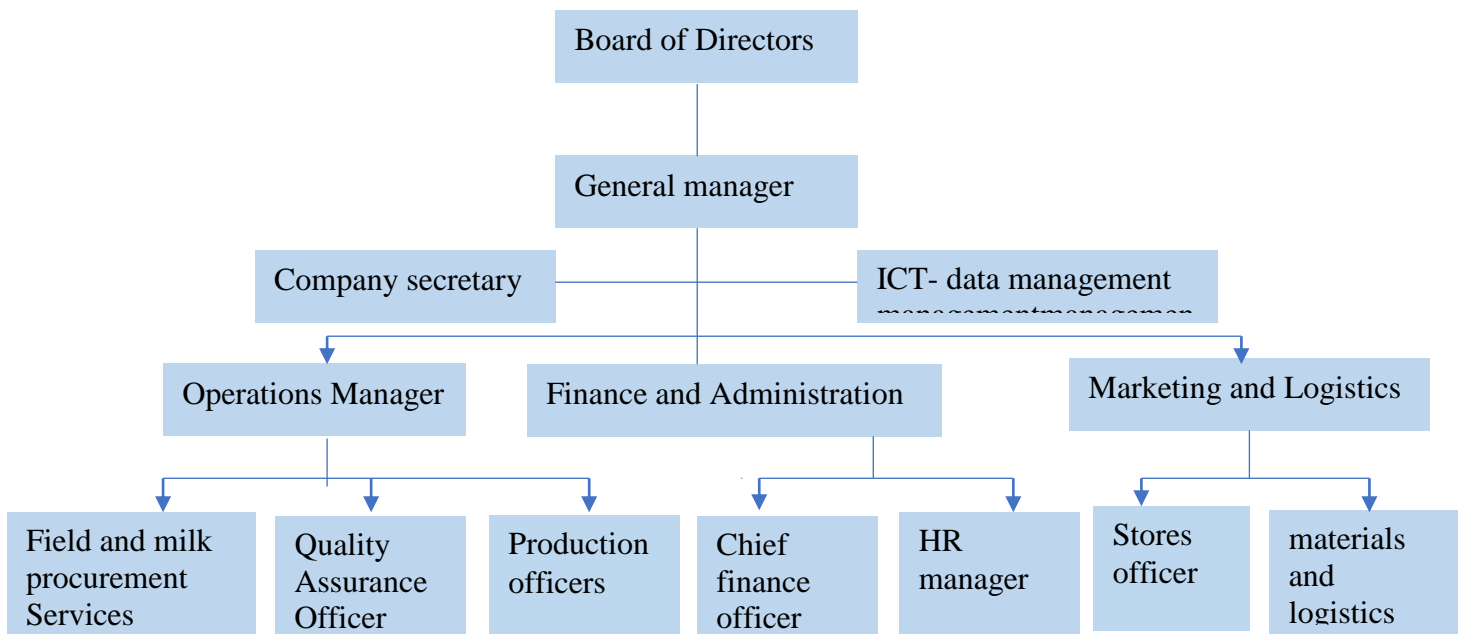 Board of Directors
General manager
Company secretary
ICT- data management
managementmanagemen
Operations Manager
Finance and Administration
Marketing and Logistics
Field and milk
procurement
Services
Quality
Assurance
Officer
Production
officers
Chief
finance
officer
HR
manager
Stores
officer
materials
and
logistics